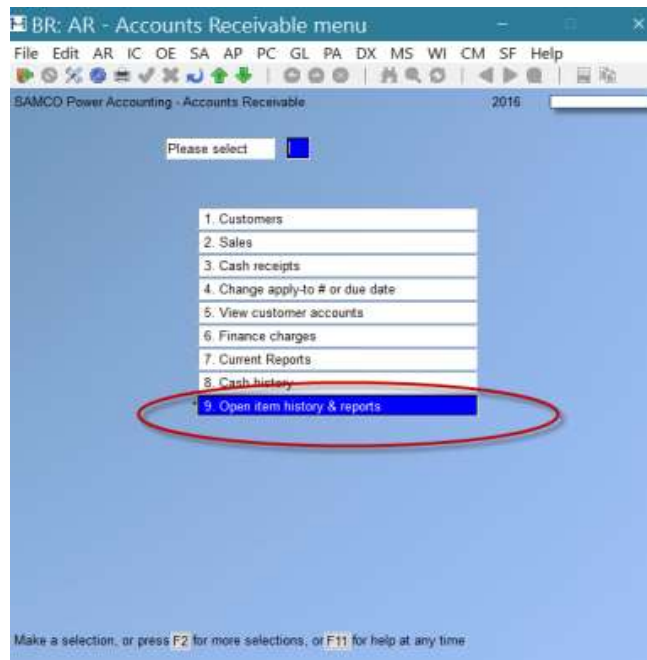 BR: AR - Accounts Receivable menu
File Edit AR IC OE SA AP PC GL PA DX MS WI CM SF Help
SAMCO Power Accounting - Accounts Receivable 2016
Please select
1. Customers
2. Sales
3. Cash receipts
4. Change apply-to # or due date
5. View customer accounts
6. Finance charges
7. Current Reports
8. Cash history
9. Open item history & reports
Make a selection, or press F2 for more selections, or F11 for help at any time